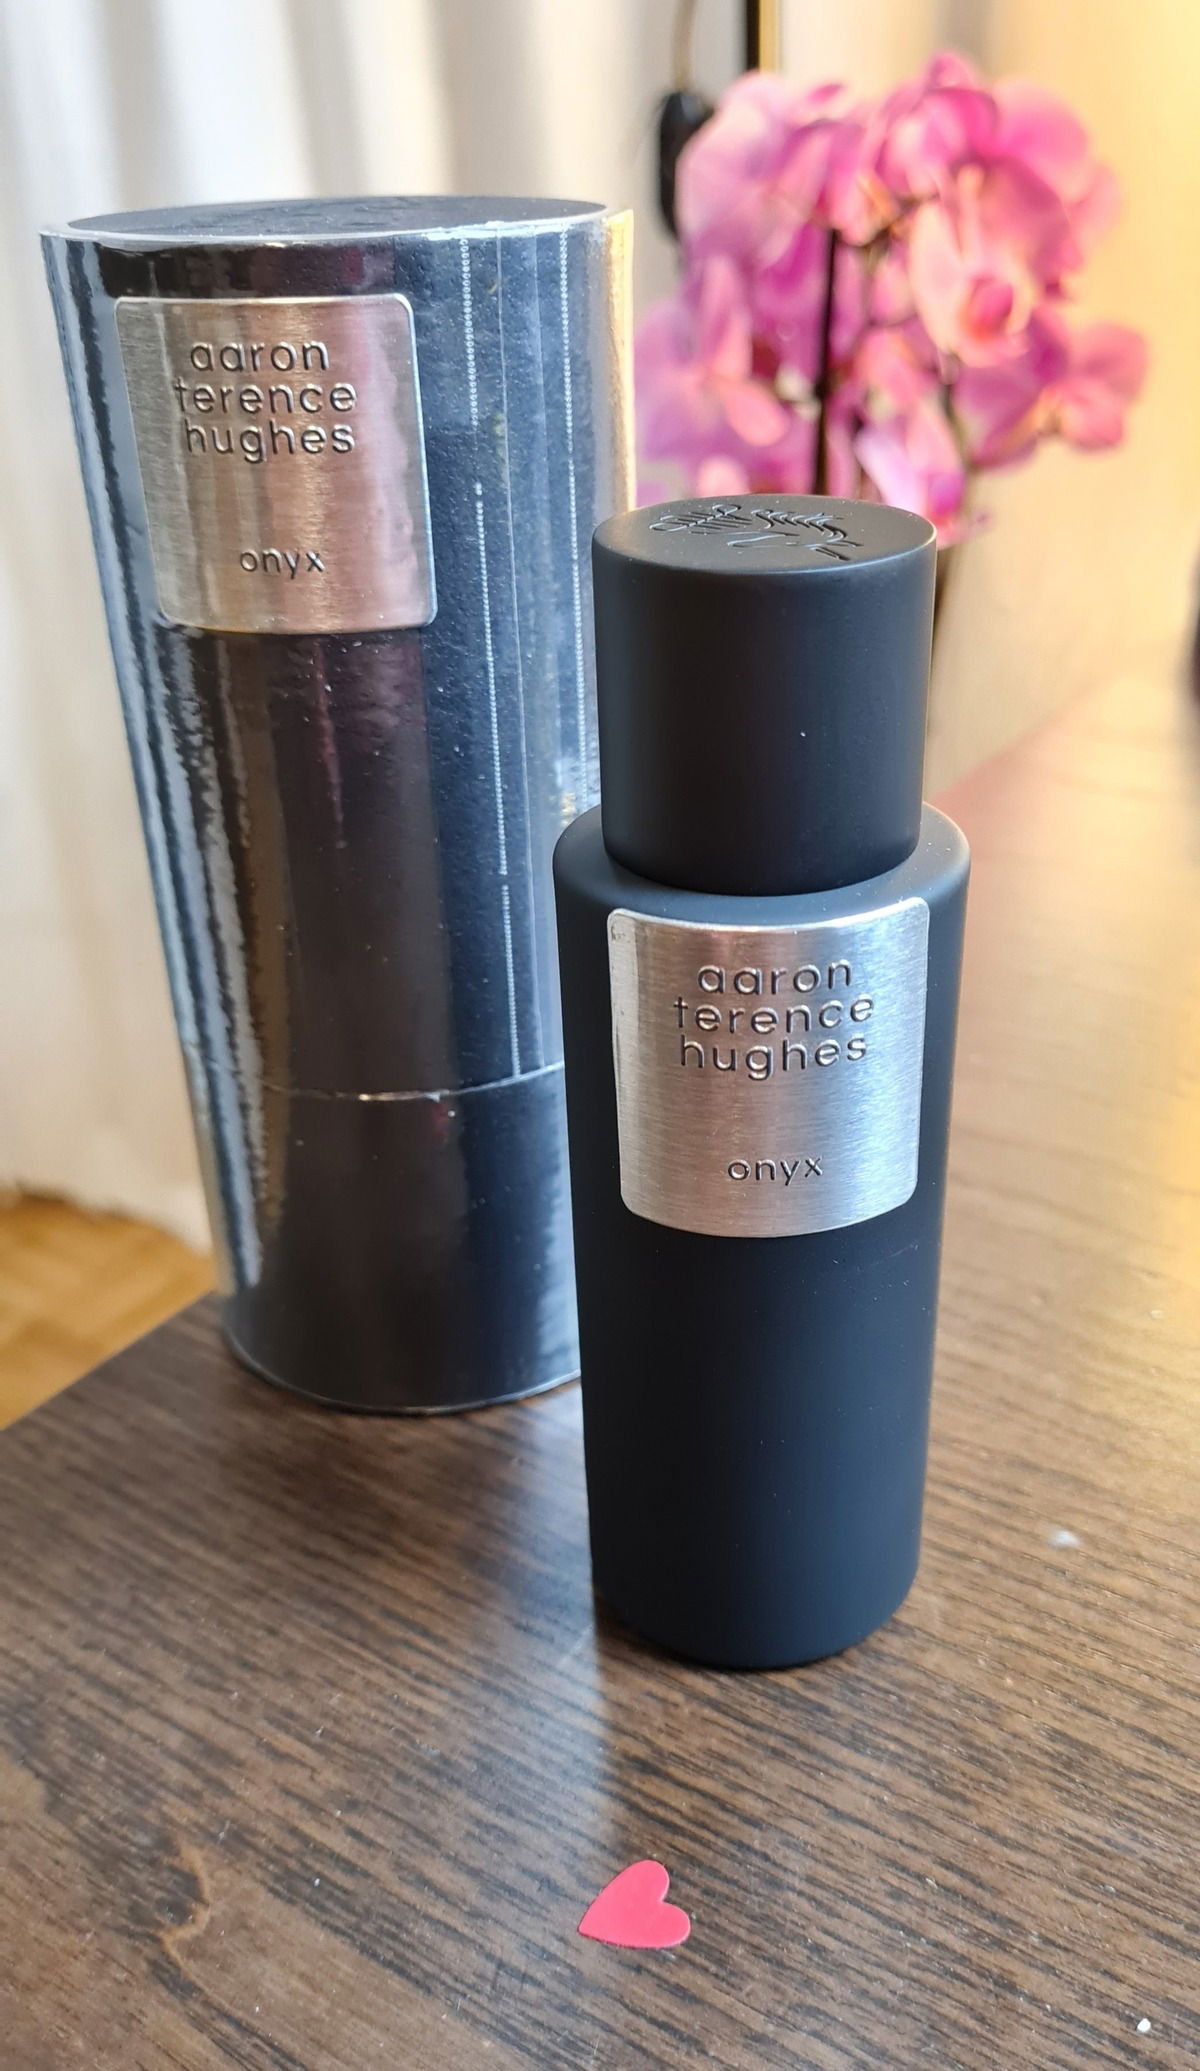 aaron
terence
hughes
onyx
aaron
terence
hughes
onyx